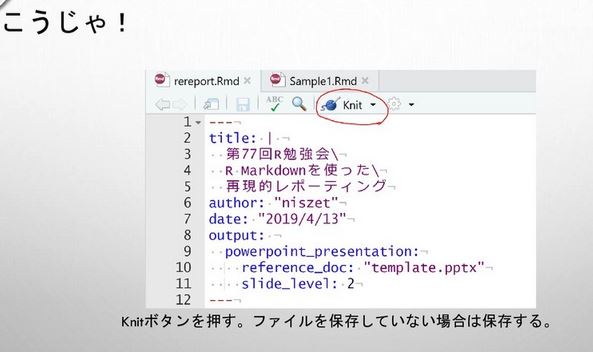 こうじゃ！
rereport.Rmd × Sample1.Rmd ×
ABC Knit
1 ---
2 title: |
3 第77回R勉強会\
4 R Markdownを使った\
5 再現的レポーティング
6 author: "niszet"
7 date: "2019/4/13"
8 output:
9 powerpoint_presentation:
10 reference_doc: "template.pptx"
11 slide_level: 2
12 ---
Knitボタンを押す。ファイルを保存していない場合は保存する。